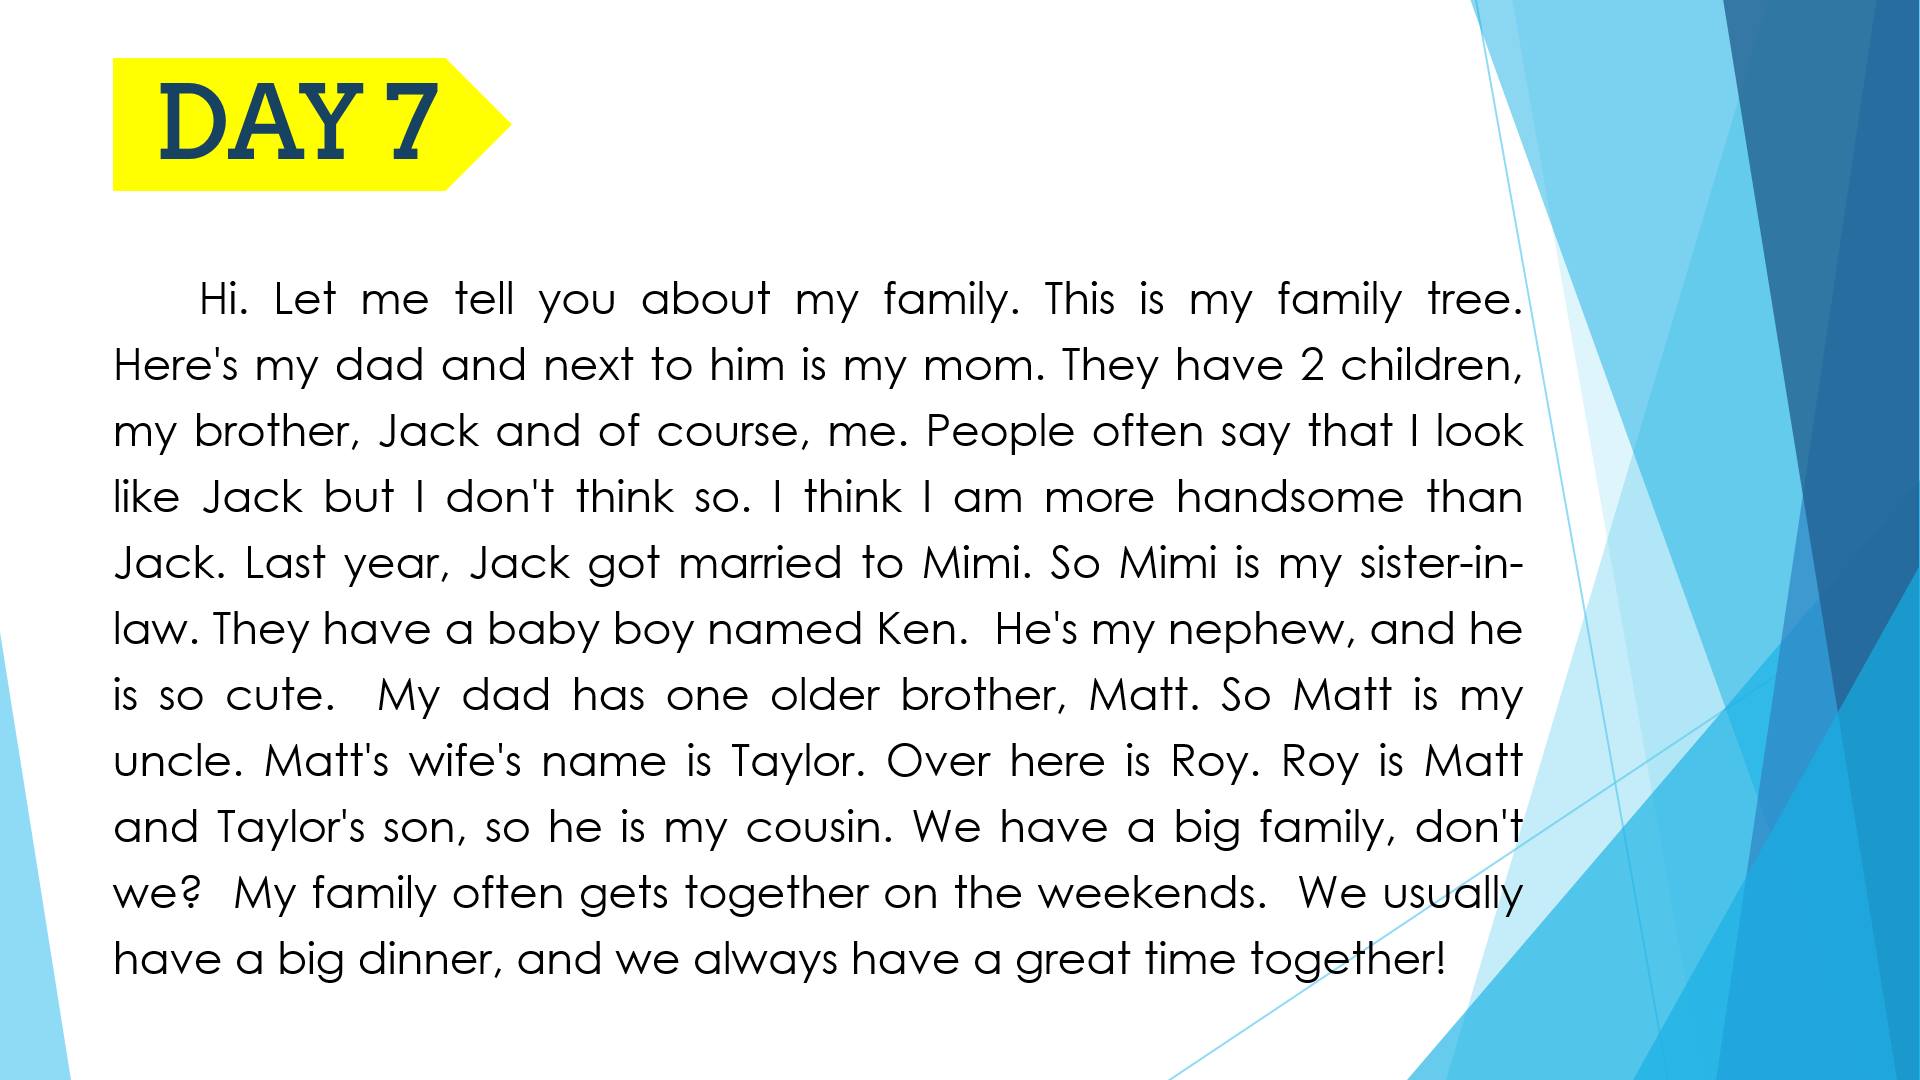 DAY 7
Hi. Let me tell you about my family. This is my family tree.
Here's my dad and next to him is my mom. They have 2 children,
my brother, Jack and of course, me. People often say that I look
like Jack but I don't think so. I think I am more handsome than
Jack. Last year, Jack got married to Mimi. So Mimi is my sister-in-
law. They have a baby boy named Ken.  He's my nephew, and he
is so cute.  My dad has one older brother, Matt. So Matt is my
uncle. Matt's wife's name is Taylor. Over here is Roy. Roy is Matt
and Taylor's son, so he is my cousin. We have a big family, don't
we?  My family often gets together on the weekends.  We usually
have a big dinner, and we always have a great time together!